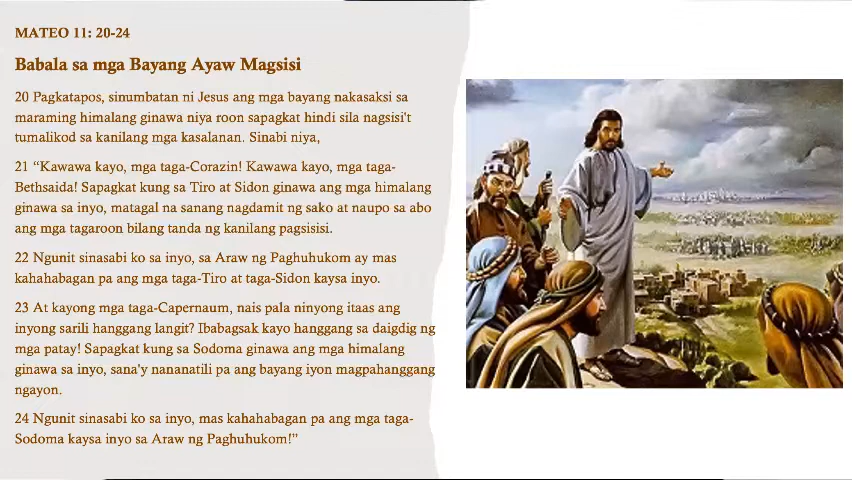 MATEO 11: 20-24
Babala sa mga Bayang Ayaw Magsisi
20 Pagkatapos, sinumbatan ni Jesus ang mga bayang nakasaksi sa
maraming himalang ginawa niya roon sapagkat hindi sila nagsisi't
tumalikod sa kanilang mga kasalanan. Sinabi niya,
21 “Kawawa kayo, mga taga-Corazin! Kawawa kayo, mga taga-
Bethsaida! Sapagkat kung sa Tiro at Sidon ginawa ang mga himalang
ginawa sa inyo, matagal na sanang nagdamit ng sako at naupo sa abo
ang mga tagaroon bilang tanda ng kanilang pagsisisi.
22 Ngunit sinasabi ko sa inyo, sa Araw ng Paghuhukom ay mas
kahahabagan pa ang mga taga-Tiro at taga-Sidon kaysa inyo.
23 At kayong mga taga-Capernaum, nais pala ninyong itaas ang
inyong sarili hanggang langit? Ibabagsak kayo hanggang sa daigdig ng
mga patay! Sapagkat kung sa Sodoma ginawa ang mga himalang
ginawa sa inyo, sana'y nananatili pa ang bayang iyon magpahanggang
ngayon.
24 Ngunit sinasabi ko sa inyo, mas kahahabagan pa ang mga taga-
Sodoma kaysa inyo sa Araw ng Paghuhukom!”